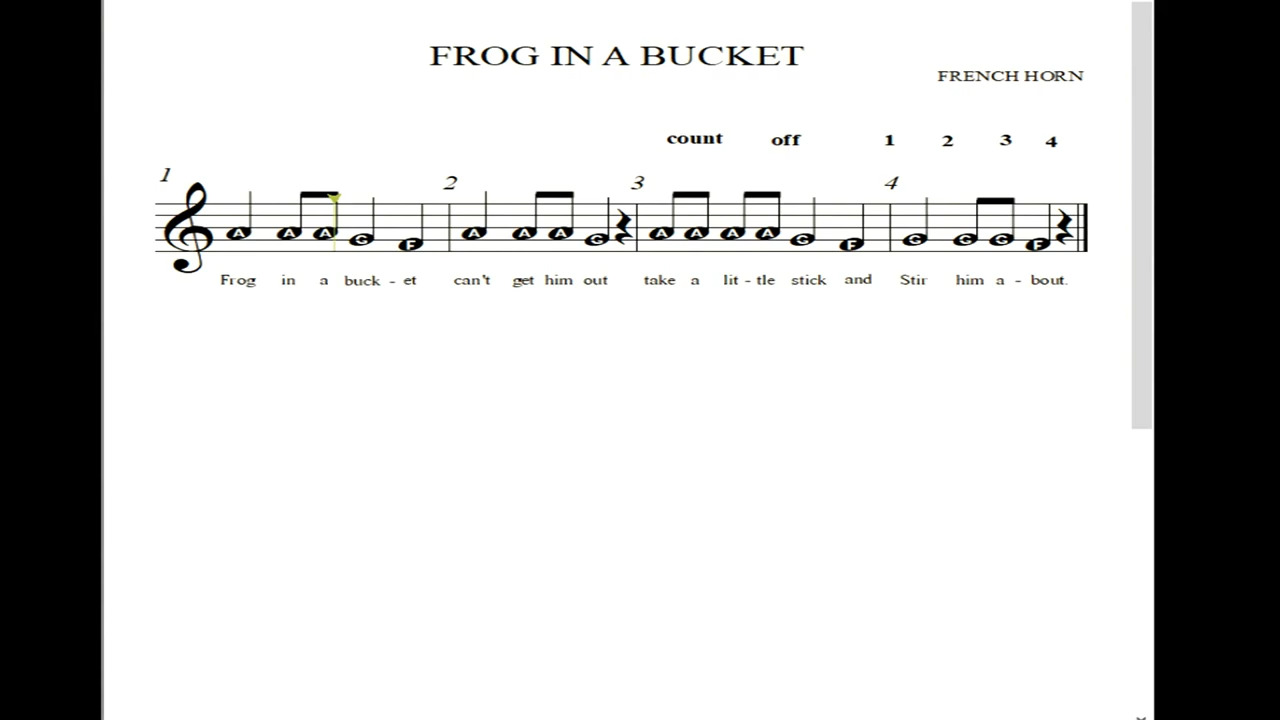 FROG IN A BUCKET
FRENCH HORN
count off 1 2 3 4
1 2 3 4
A A A G F A A A G A A A A G F G G G F
Frog in a buck - et can't get him out take a lit - tle stick and Stir him a - bout.